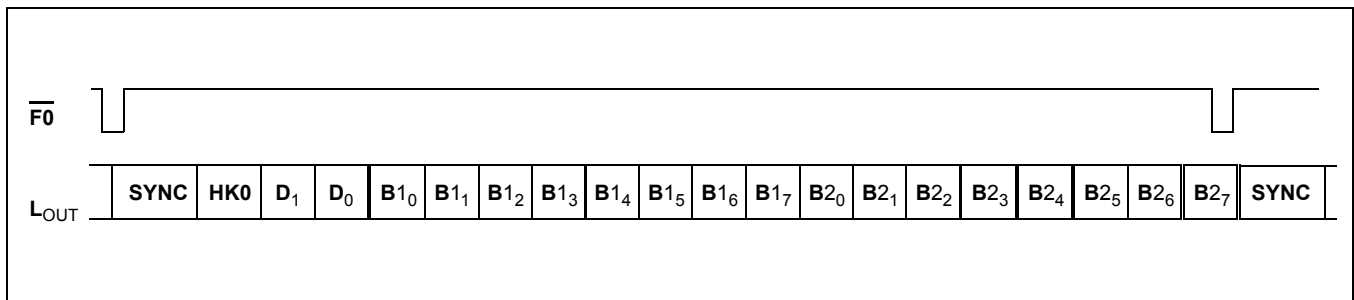 F0
L_OUT SYNC HK0 D₁ D₀ B1₀ B1₁ B1₂ B1₃ B1₄ B1₅ B1₆ B1₇ B2₀ B2₁ B2₂ B2₃ B2₄ B2₅ B2₆ B2₇ SYNC